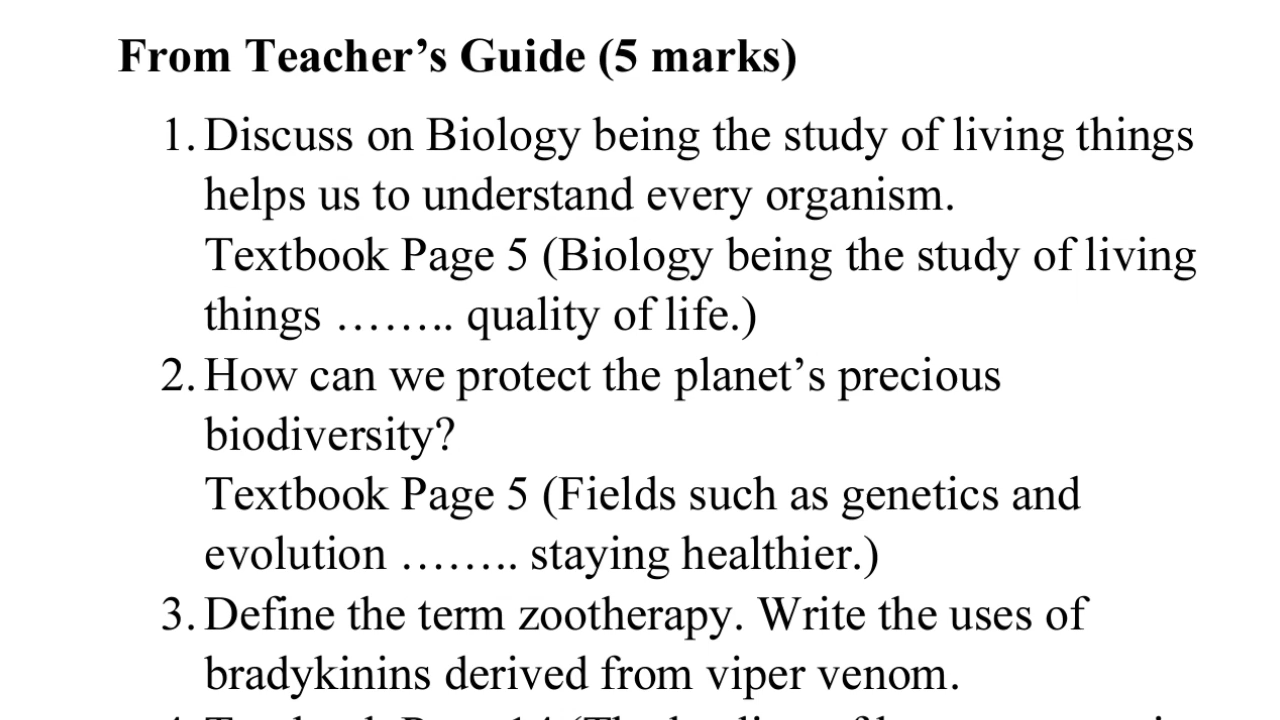 From Teacher’s Guide (5 marks)
1. Discuss on Biology being the study of living things
helps us to understand every organism.
Textbook Page 5 (Biology being the study of living
things …….. quality of life.)
2. How can we protect the planet’s precious
biodiversity?
Textbook Page 5 (Fields such as genetics and
evolution …….. staying healthier.)
3. Define the term zootherapy. Write the uses of
bradykinins derived from viper venom.